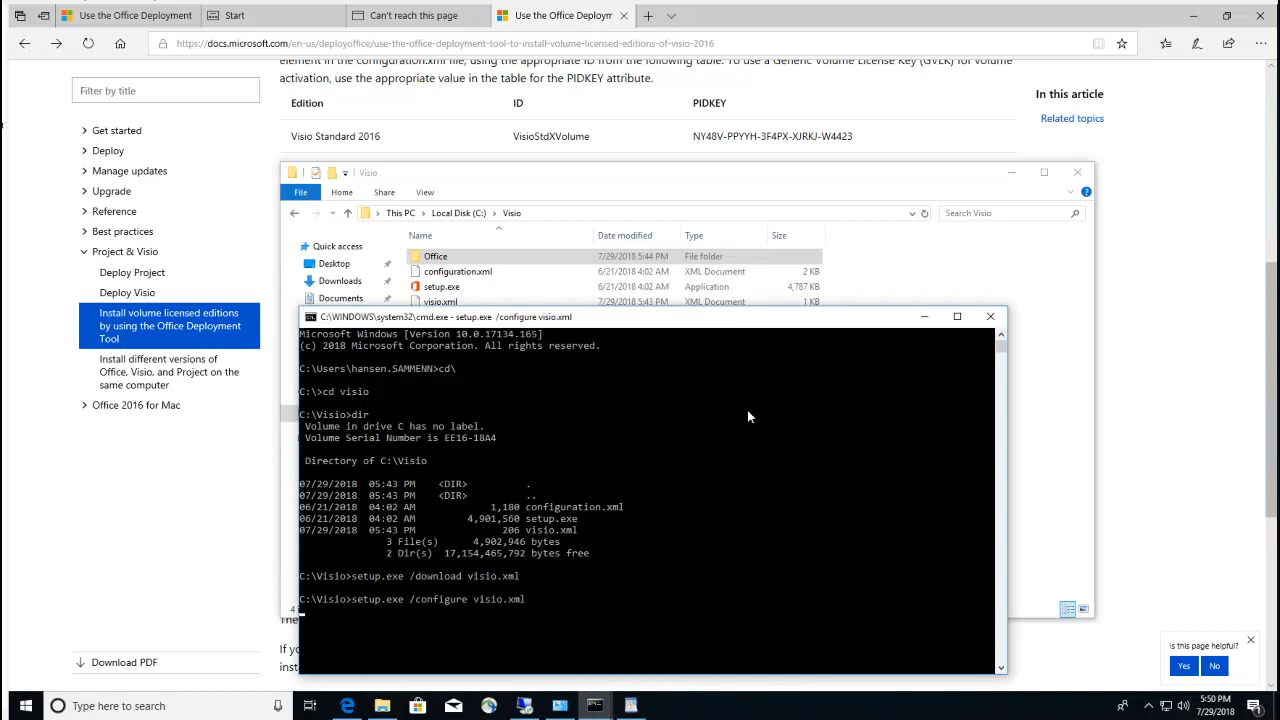 Use the Office Deployment
Start
Can't reach this page
Use the Office Deploym
https://docs.microsoft.com/en-us/deployoffice/use-the-office-deployment-tool-to-install-volume-licensed-editions-of-visio-2016
element in the configuration.xml file, using the appropriate ID from the following table. To use a Generic Volume License Key (GVLK) for volume
activation, use the appropriate value in the table for the PIDKEY attribute.
Filter by title
Get started
Deploy
Manage updates
Upgrade
Reference
Best practices
Project & Visio
Deploy Project
Deploy Visio
Install volume licensed editions
by using the Office Deployment
Tool
Install different versions of
Office, Visio, and Project on the
same computer
Office 2016 for Mac
Download PDF
Edition ID PIDKEY
Visio Standard 2016 VisioStdXVolume NY48V-PPYYH-3F4PX-XJRKJ-W4423
In this article
Related topics
Visio
File Home Share View
This PC Local Disk (C:) Visio
Search Visio
Name Date modified Type Size
Quick access
Desktop
Downloads
Documents
Office 7/29/2018 5:44 PM File folder
configuration.xml 6/21/2018 4:02 AM XML Document 2 KB
setup.exe 6/21/2018 4:02 AM Application 4,787 KB
visio.xml 7/29/2018 5:43 PM XML Document 1 KB
C:\WINDOWS\system32\cmd.exe - setup.exe /configure visio.xml
Microsoft Windows [Version 10.0.17134.165]
(c) 2018 Microsoft Corporation. All rights reserved.
C:\Users\hansen.SAMMENN>cd\
C:\>cd visio
C:\Visio>dir
Volume in drive C has no label.
Volume Serial Number is EE16-18A4
Directory of C:\Visio
07/29/2018 05:43 PM <DIR> .
07/29/2018 05:43 PM <DIR> ..
06/21/2018 04:02 AM 1,180 configuration.xml
06/21/2018 04:02 AM 4,901,560 setup.exe
07/29/2018 05:43 PM 206 visio.xml
3 File(s) 4,902,946 bytes
2 Dir(s) 17,154,465,792 bytes free
C:\Visio>setup.exe /download visio.xml
C:\Visio>setup.exe /configure visio.xml
4
The
If yo
inst
Is this page helpful?
Yes No
Type here to search
5:50 PM
7/29/2018